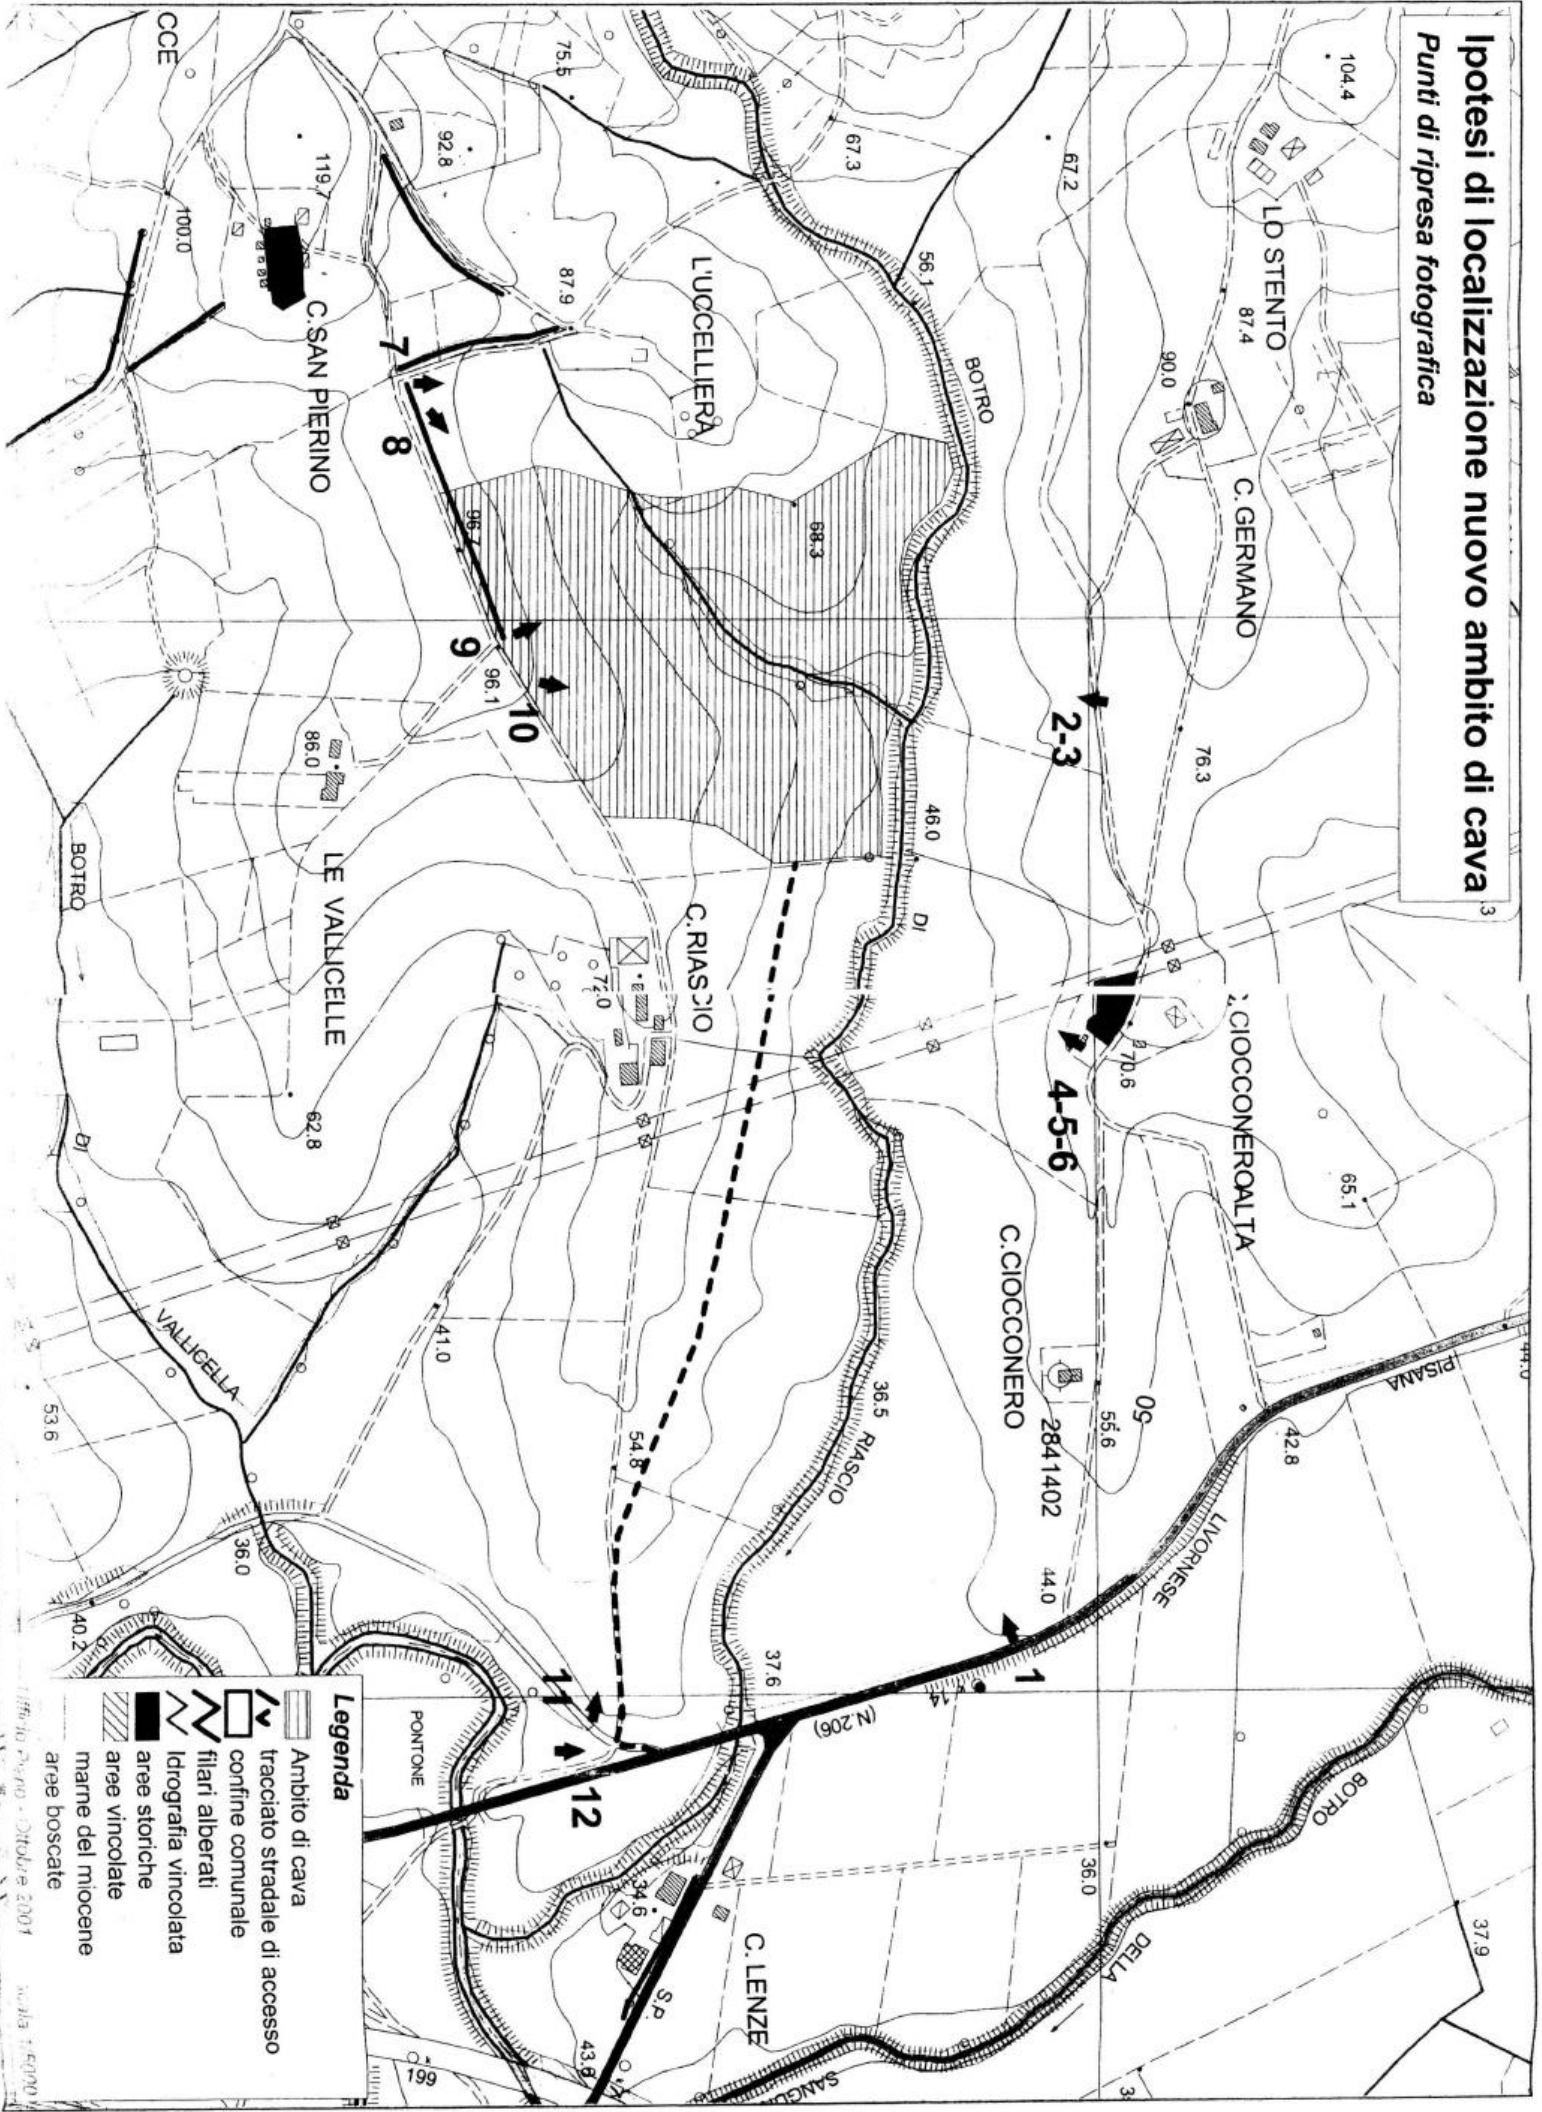 Ipotesi di localizzazione nuovo ambito di cava
Punti di ripresa fotografica
3
104.4
LO STENTO
87.4
67.2
90.0
C. GERMANO
76.3
2-3
75.5
67.3
56.1
BOTRO
CCE
92.8
119.7
100.0
C.SAN PIERINO
87.9
L'UCCELLIERA
7
8
96.7
68.3
9
96.1
10
86.0
46.0
DI
BOTRO
LE VALLICELLE
C.RIASCIO
72.0
.CIOCCONEROALTA
70.6
4-5-6
65.1
62.8
DI
VALLICELLA
41.0
53.6
C.CIOCCONERO
2841402
50
55.6
36.5
RIASCIO
54.8
44.0
PISANA
42.8
LIVORNESE
44.0
1
14
(N.206)
37.6
36.0
40.2
11
12
PONTONE
34.6
C. LENZE
S.P.
43.6
199
36.0
BOTRO
DELLA
37.9
Legenda
Ambito di cava
tracciato stradale di accesso
confine comunale
filari alberati
Idrografia vincolata
aree storiche
aree vincolate
marne del miocene
aree boscate
Ottobre 2001